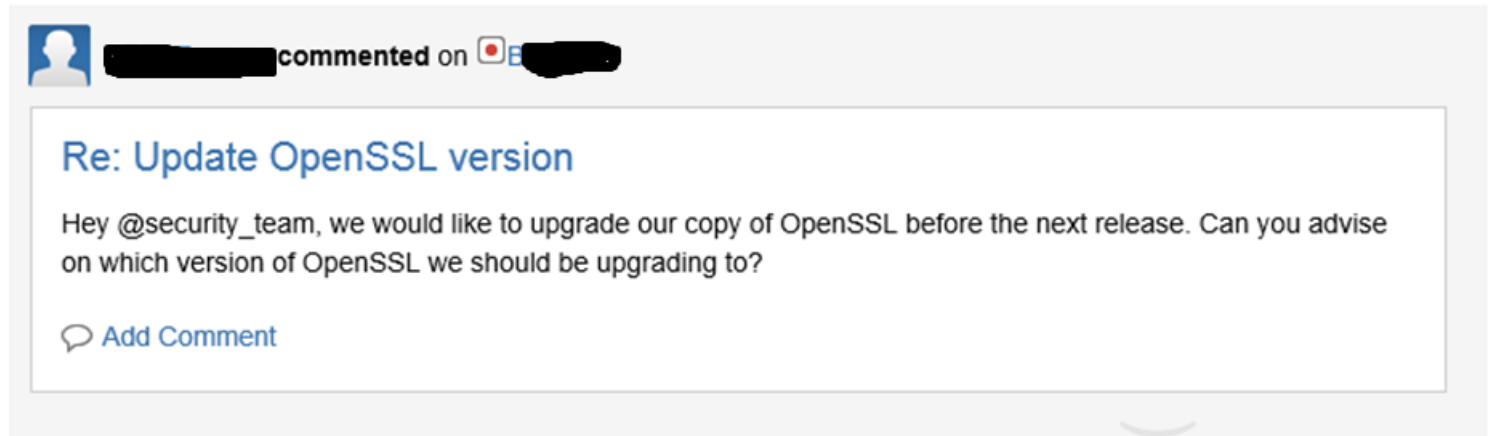 commented on B
Re: Update OpenSSL version
Hey @security_team, we would like to upgrade our copy of OpenSSL before the next release. Can you advise
on which version of OpenSSL we should be upgrading to?
Add Comment